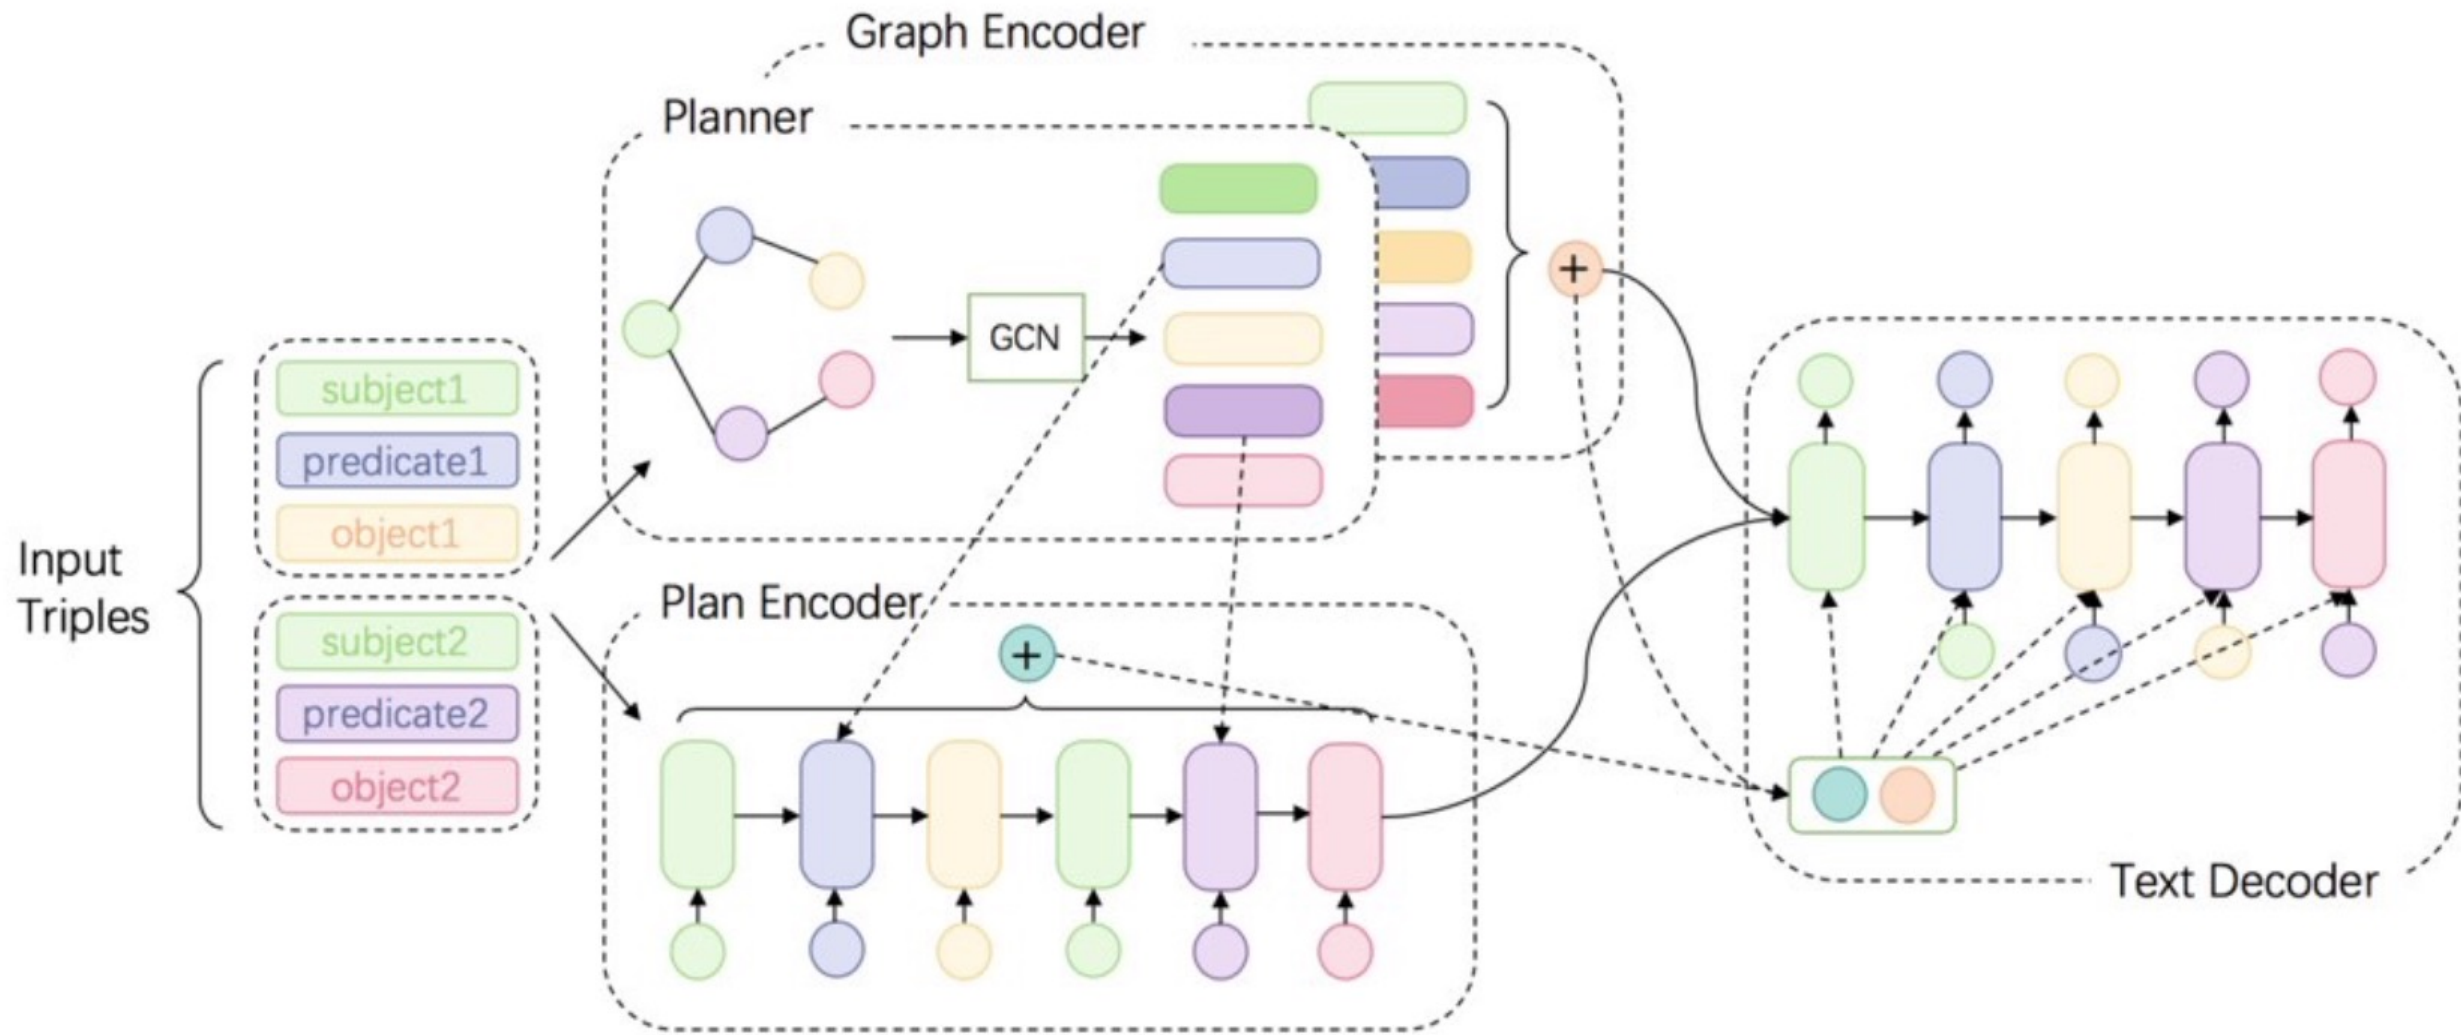 Graph Encoder
Planner
GCN
Input
Triples
subject1
predicate1
object1
subject2
predicate2
object2
Plan Encoder
+
+
Text Decoder